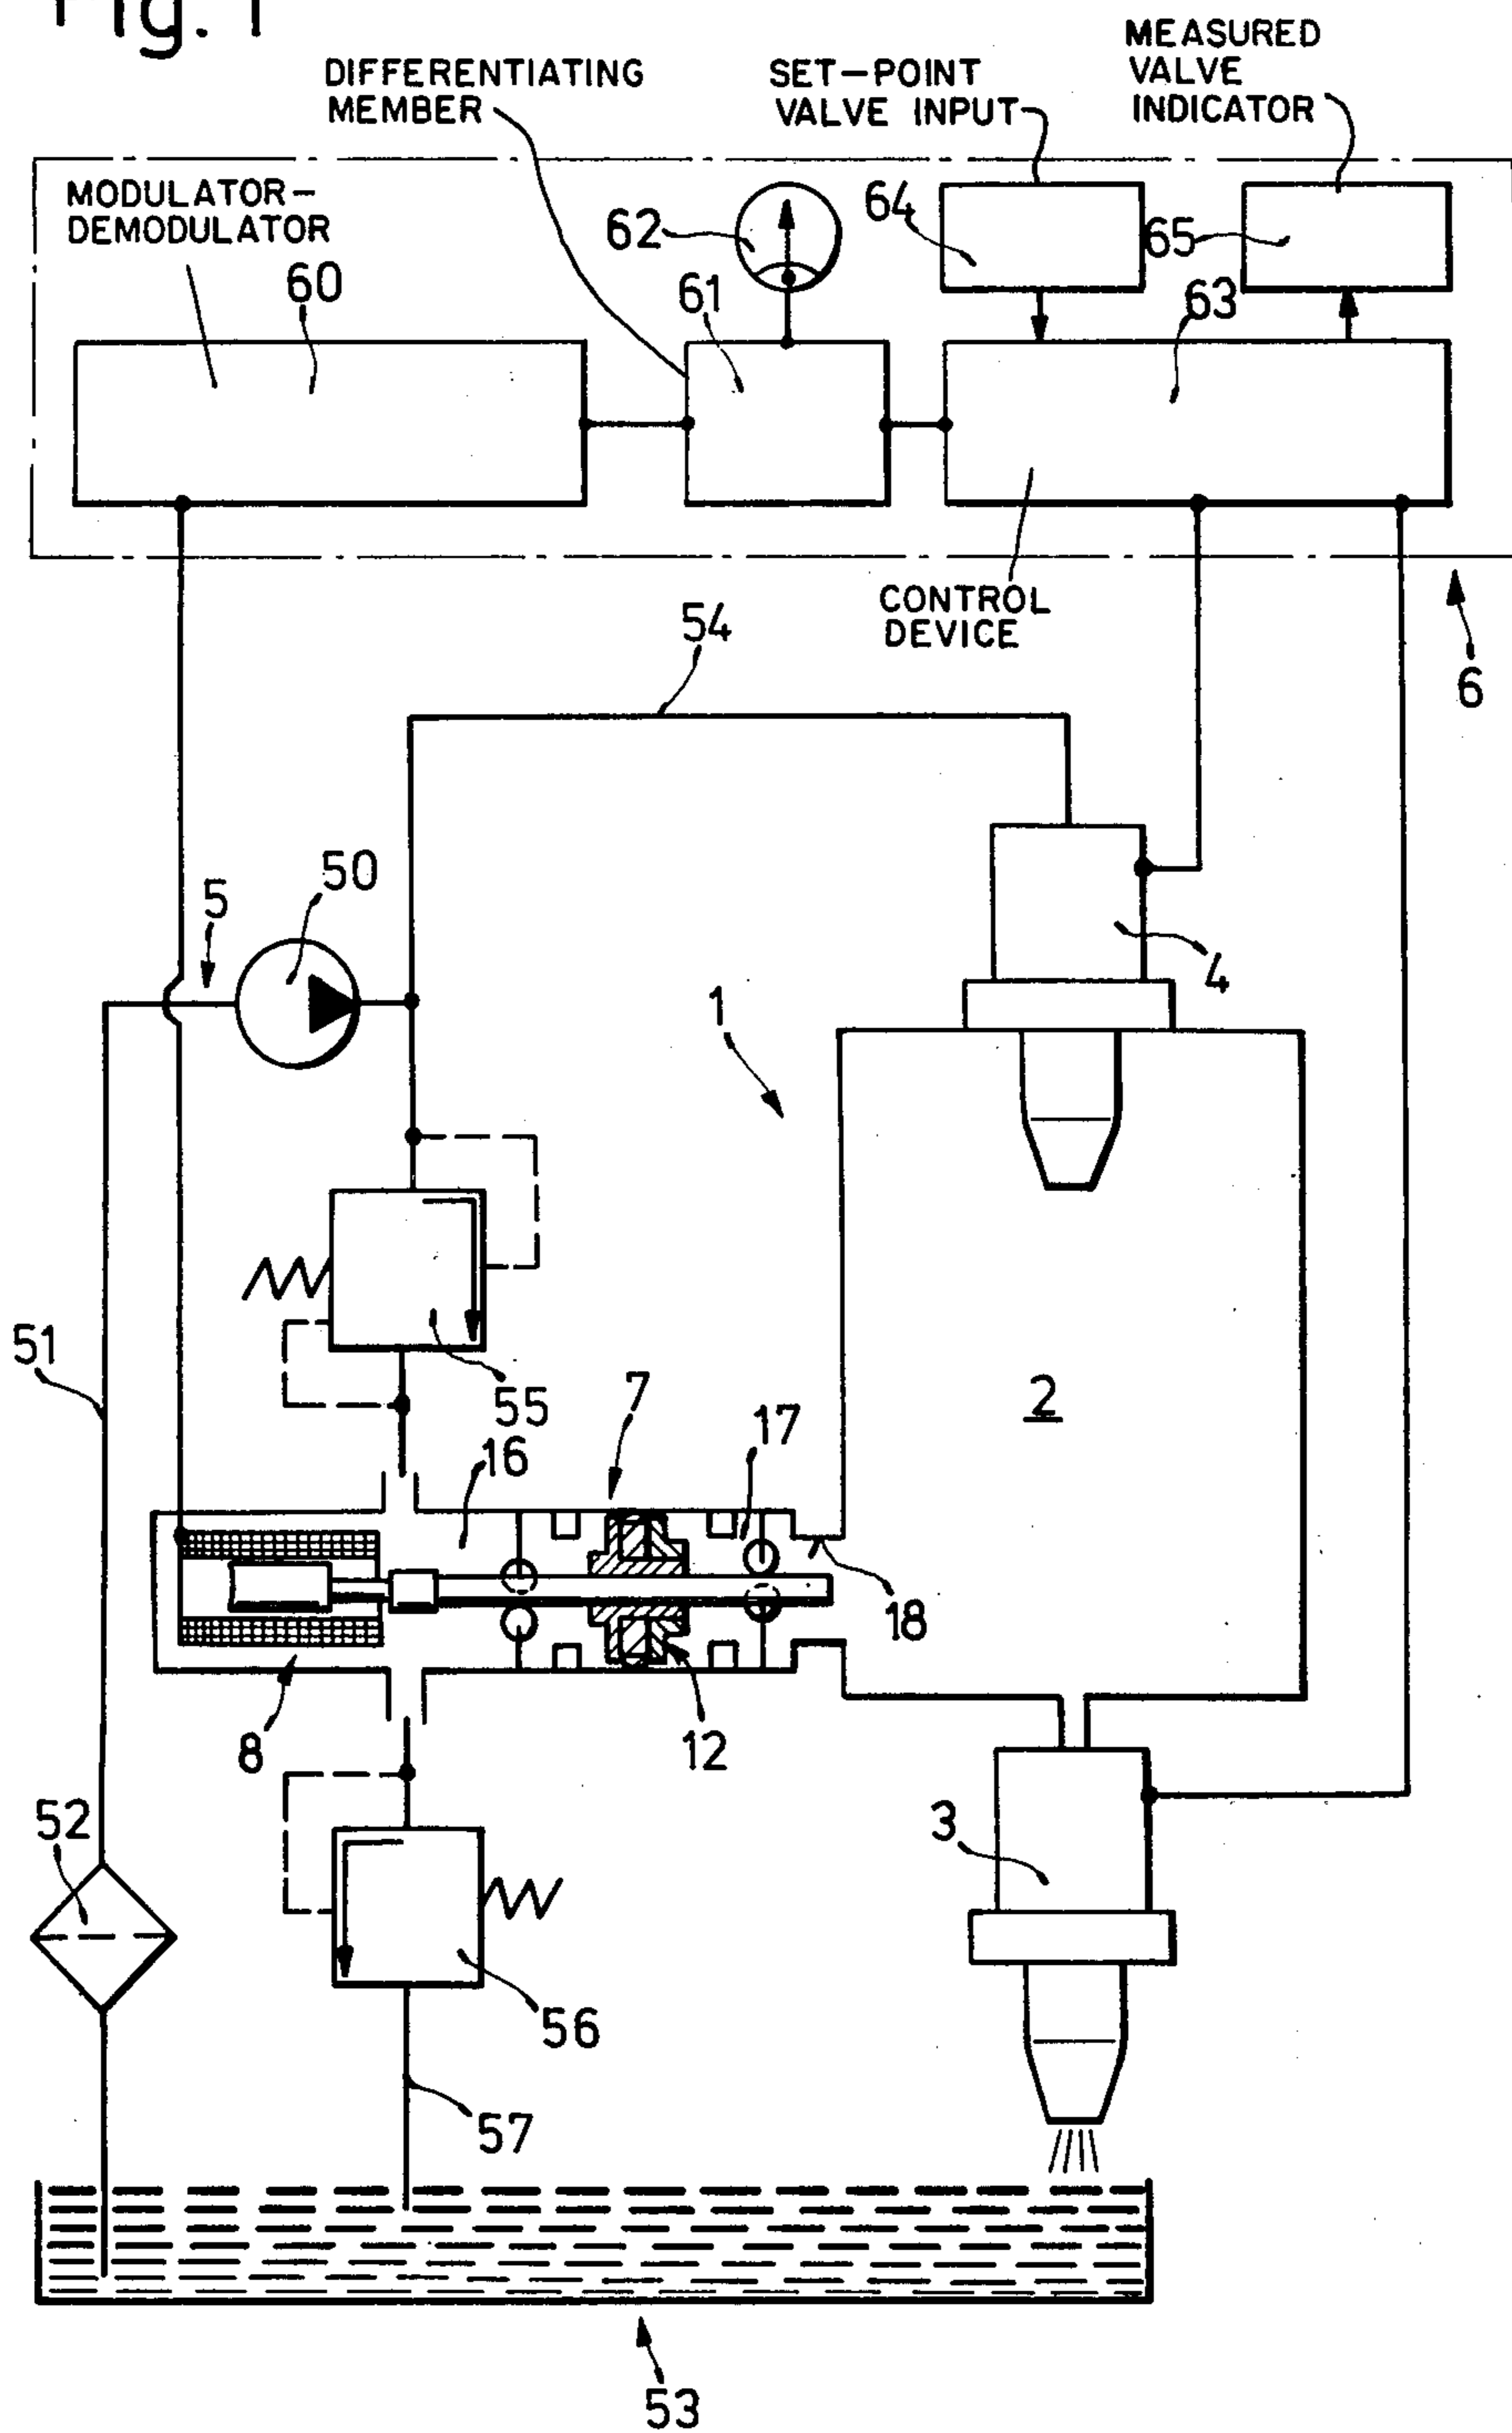 Fig. 1
DIFFERENTIATING
MEMBER
SET-POINT
VALVE INPUT
MEASURED
VALVE
INDICATOR
MODULATOR-
DEMODULATOR
60
62
61
64
65
63
CONTROL
DEVICE
6
54
50
5
4
1
51
55
7
2
16
17
18
8
12
52
3
56
57
53